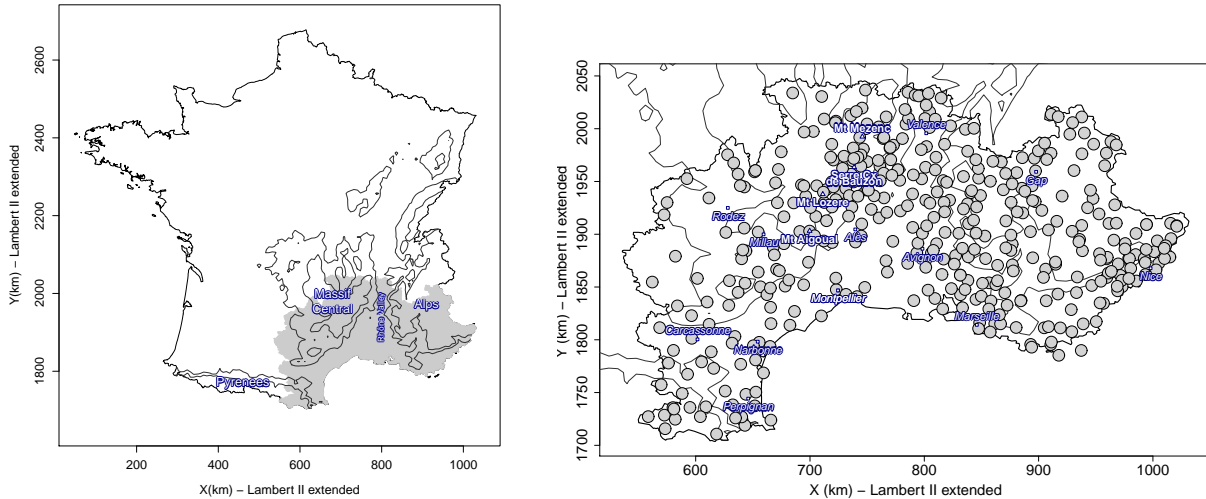 Y(km) – Lambert II extended
2600
2400
2200
2000
1800
Massif
Central
Rhône Valley
Alps
Pyrenees
200
400
600
800
1000
X(km) – Lambert II extended
Y (km) – Lambert II extended
2050
2000
1950
1900
1850
1800
1750
1700
Mt Mezenc
Valence
Serre Cx
de Bauzon
Gap
Mt Lozere
Rodez
Millau
Mt Aigoual
Ales
Avignon
Nice
Montpellier
Marseille
Carcassonne
Narbonne
Perpignan
600
700
800
900
1000
X (km) – Lambert II extended